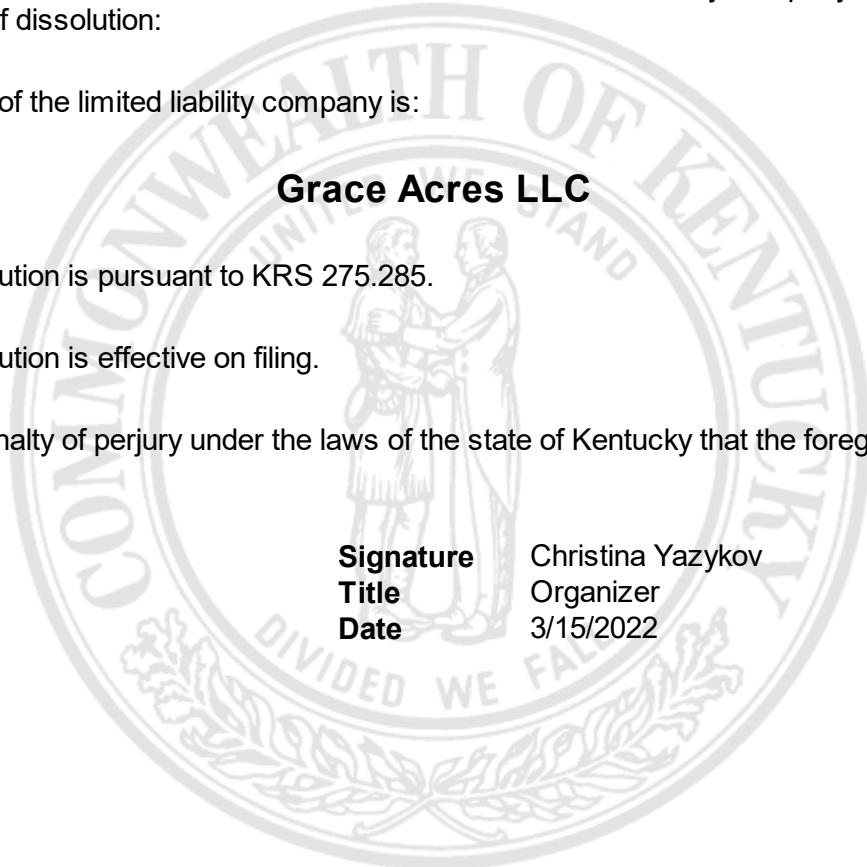 f dissolution:
of the limited liability company is:
Grace Acres LLC
ution is pursuant to KRS 275.285.
ution is effective on filing.
nalty of perjury under the laws of the state of Kentucky that the foreg
Signature Christina Yazykov
Title Organizer
Date 3/15/2022
COMMONWEALTH OF KENTUCKY
UNITED WE STAND
DIVIDED WE FALL